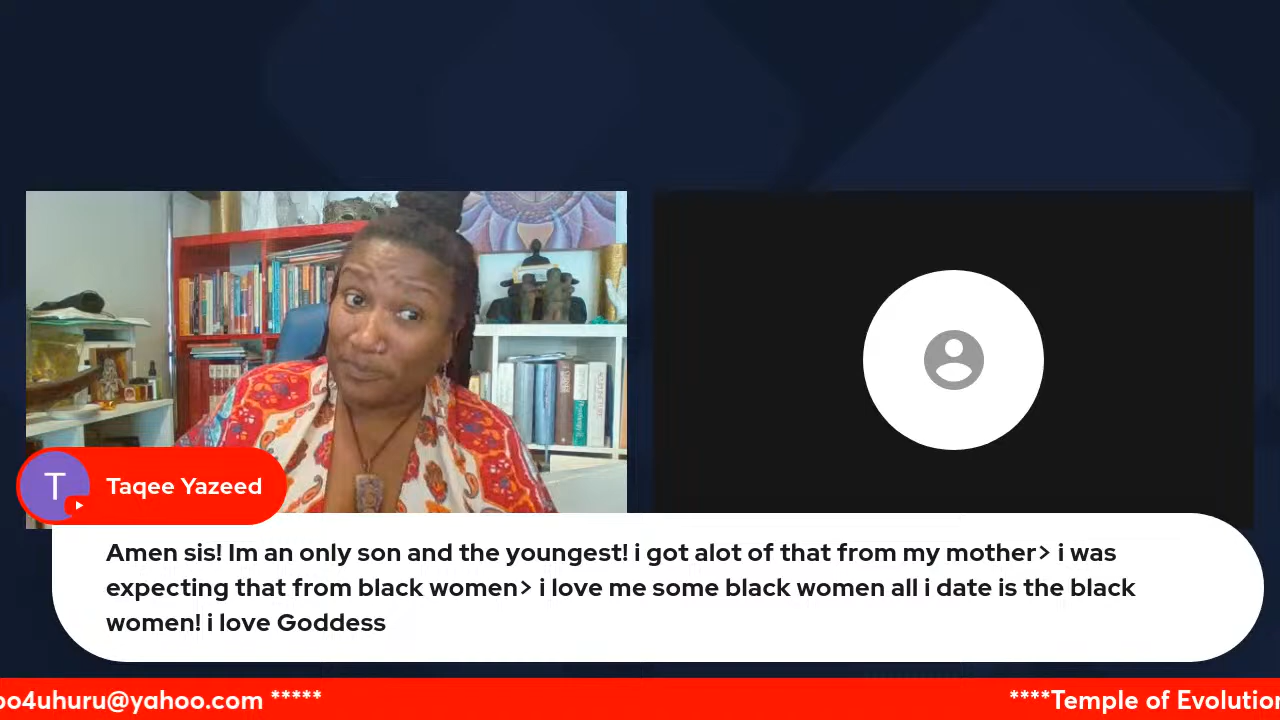 T
Taqee Yazeed
Amen sis! Im an only son and the youngest! i got alot of that from my mother> i was
expecting that from black women> i love me some black women all i date is the black
women! i love Goddess
oo4uhuru@yahoo.com *****
****Temple of Evolution